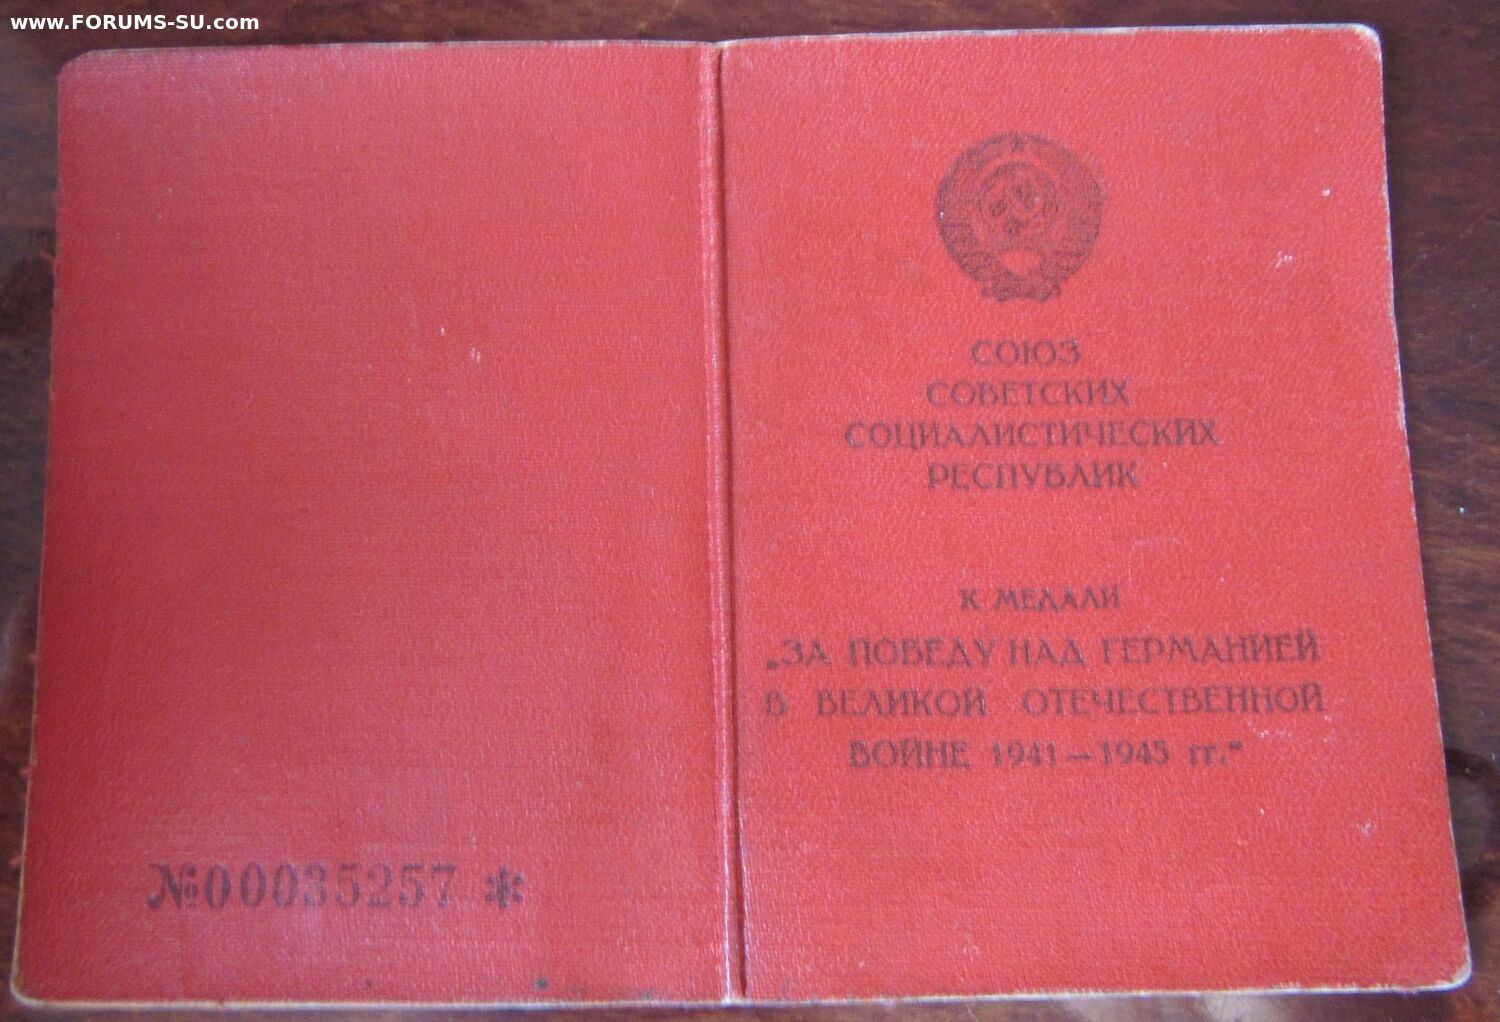 www.FORUMS-SU.com
СОЮЗ
СОВЕТСКИХ
СОЦИАЛИСТИЧЕСКИХ
РЕСПУБЛИК
К МЕДАЛИ
„ЗА ПОБЕДУ НАД ГЕРМАНИЕЙ
В ВЕЛИКОЙ ОТЕЧЕСТВЕННОЙ
ВОЙНЕ 1941—1945 гг.“
№00035257 *